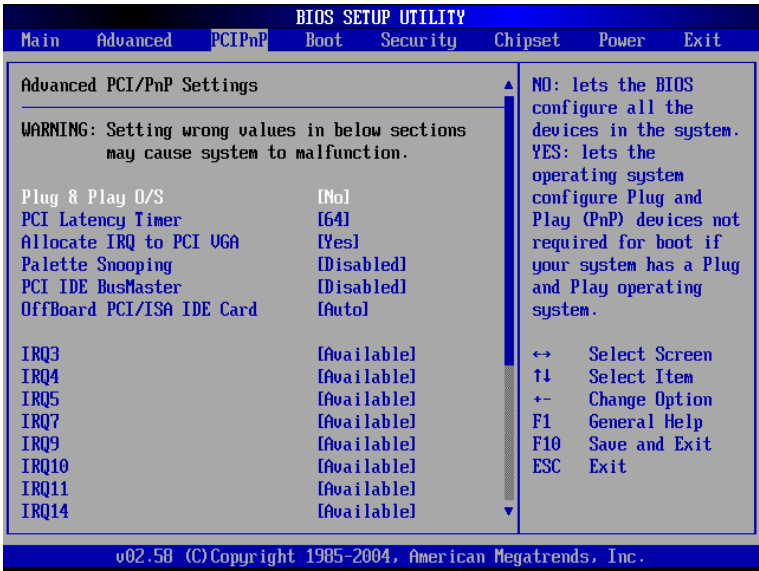 BIOS SETUP UTILITY
Main Advanced PCIPnP Boot Security Chipset Power Exit
Advanced PCI/PnP Settings
WARNING: Setting wrong values in below sections
may cause system to malfunction.
Plug & Play O/S [No]
PCI Latency Timer [64]
Allocate IRQ to PCI VGA [Yes]
Palette Snooping [Disabled]
PCI IDE BusMaster [Disabled]
OffBoard PCI/ISA IDE Card [Auto]
IRQ3 [Available]
IRQ4 [Available]
IRQ5 [Available]
IRQ7 [Available]
IRQ9 [Available]
IRQ10 [Available]
IRQ11 [Available]
IRQ14 [Available]
NO: lets the BIOS
configure all the
devices in the system.
YES: lets the
operating system
configure Plug and
Play (PnP) devices not
required for boot if
your system has a Plug
and Play operating
system.
↔ Select Screen
↑↓ Select Item
+- Change Option
F1 General Help
F10 Save and Exit
ESC Exit
v02.58 (C)Copyright 1985-2004, American Megatrends, Inc.